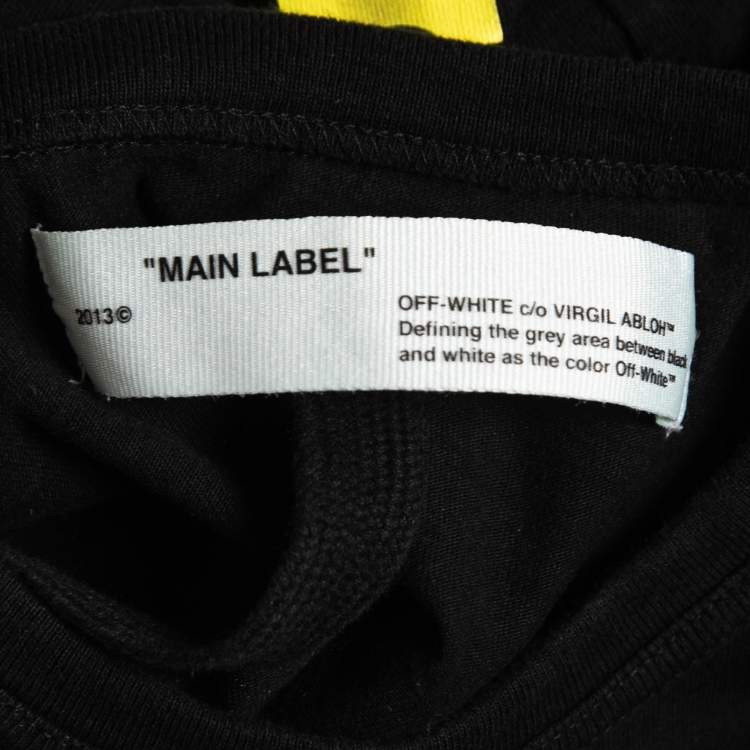 "MAIN LABEL"
2013©
OFF-WHITE c/o VIRGIL ABLOH™
Defining the grey area between black
and white as the color Off-White™